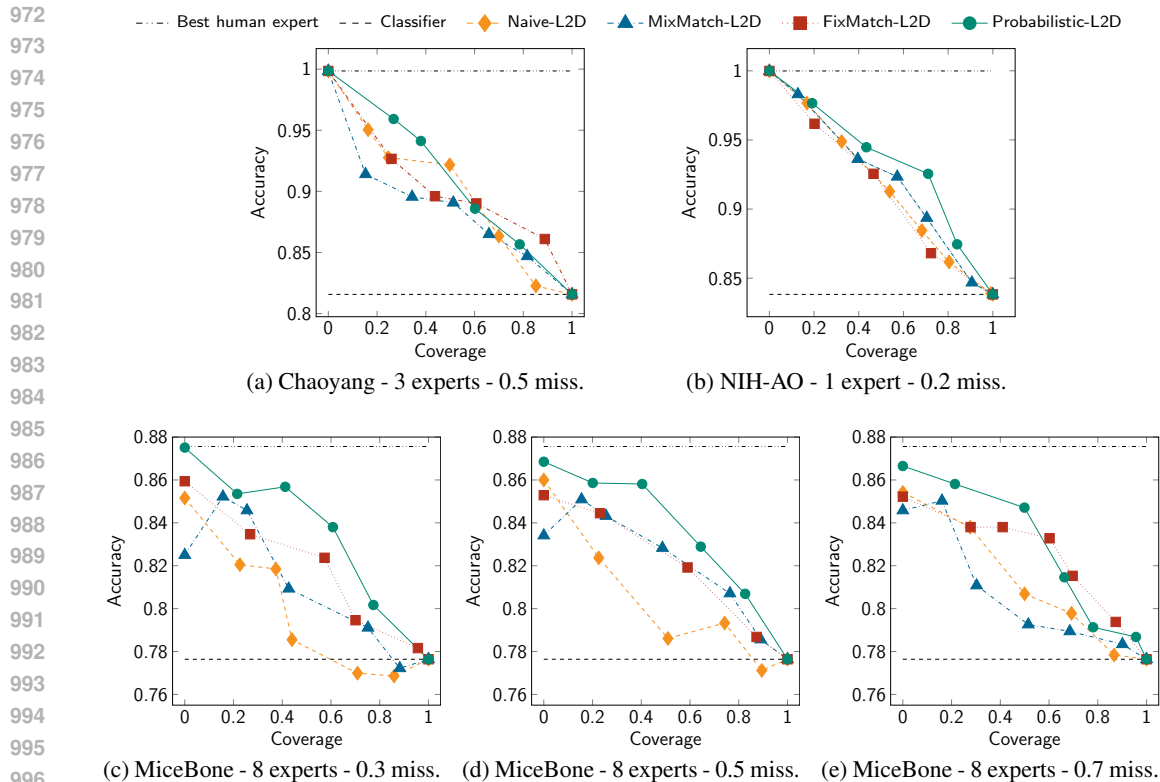 972
973
974
975
976
977
978
979
980
981
982
983
984
985
986
987
988
989
990
991
992
993
994
995
996
Best human expert Classifier Naive-L2D MixMatch-L2D FixMatch-L2D Probabilistic-L2D
1
0.95
0.9
0.85
0.8
Accuracy
0 0.2 0.4 0.6 0.8 1
Coverage
(a) Chaoyang - 3 experts - 0.5 miss.
1
0.95
0.9
0.85
Accuracy
0 0.2 0.4 0.6 0.8 1
Coverage
(b) NIH-AO - 1 expert - 0.2 miss.
0.88
0.86
0.84
0.82
0.8
0.78
0.76
Accuracy
0 0.2 0.4 0.6 0.8 1
Coverage
(c) MiceBone - 8 experts - 0.3 miss.
0.88
0.86
0.84
0.82
0.8
0.78
0.76
Accuracy
0 0.2 0.4 0.6 0.8 1
Coverage
(d) MiceBone - 8 experts - 0.5 miss.
0.88
0.86
0.84
0.82
0.8
0.78
0.76
Accuracy
0 0.2 0.4 0.6 0.8 1
Coverage
(e) MiceBone - 8 experts - 0.7 miss.